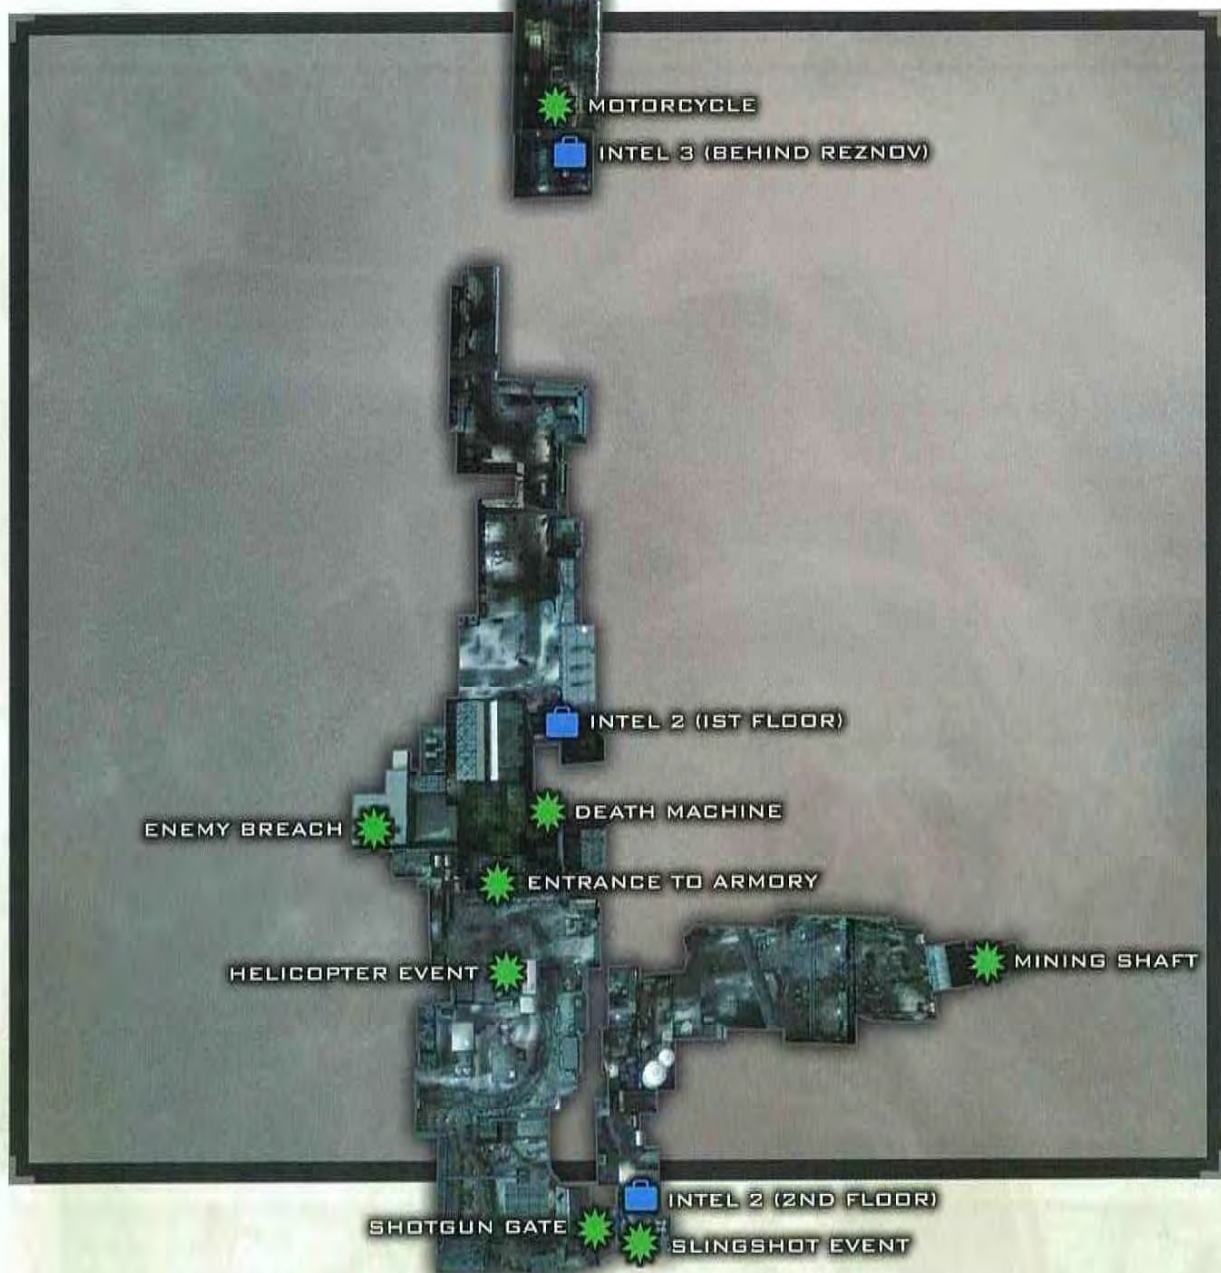 MOTORCYCLE
INTEL 3 (BEHIND REZNOV)
INTEL 2 (1ST FLOOR)
DEATH MACHINE
ENEMY BREACH
ENTRANCE TO ARMORY
MINING SHAFT
HELICOPTER EVENT
INTEL 2 (2ND FLOOR)
SHOTGUN GATE
SLINGSHOT EVENT